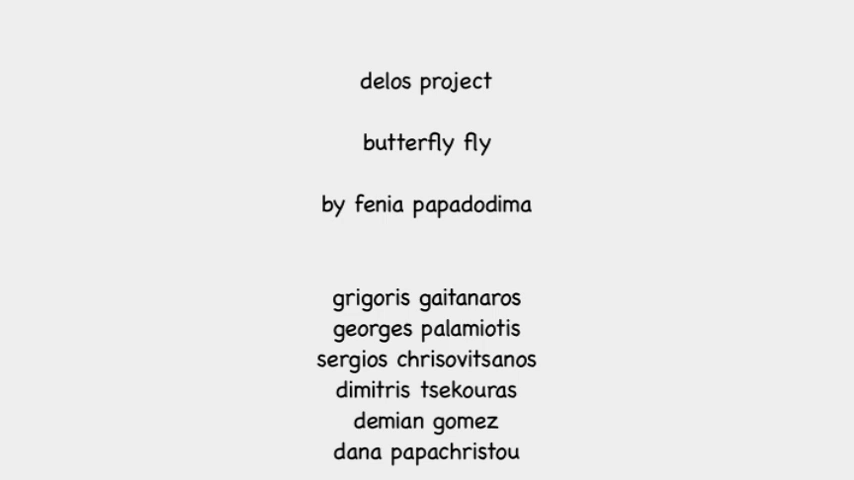 delos project
butterfly fly
by fenia papadodima
grigoris gaitanaros
georges palamiotis
sergios chrisovitsanos
dimitris tsekouras
demian gomez
dana papachristou